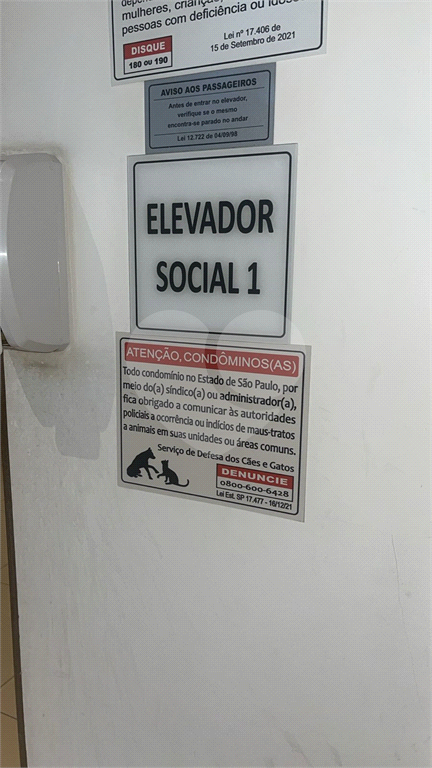 mulheres, criança
pessoas com deficiência ou idoso
DISQUE
180 ou 190
Lei nº 17.406 de
15 de Setembro de 2021
AVISO AOS PASSAGEIROS
Antes de entrar no elevador,
verifique se o mesmo
encontra-se parado no andar
Lei 12.722 de 04/09/98
ELEVADOR
SOCIAL 1
ATENÇÃO, CONDÔMINOS(AS)
Todo condomínio no Estado de São Paulo, por
meio do(a) síndico(a) ou administrador(a),
fica obrigado a comunicar às autoridades
policiais a ocorrência ou indícios de maus-tratos
a animais em suas unidades ou áreas comuns.
Serviço de Defesa dos Cães e Gatos
DENUNCIE
0800-600-6428
Lei Est. SP 17.477 - 16/12/21